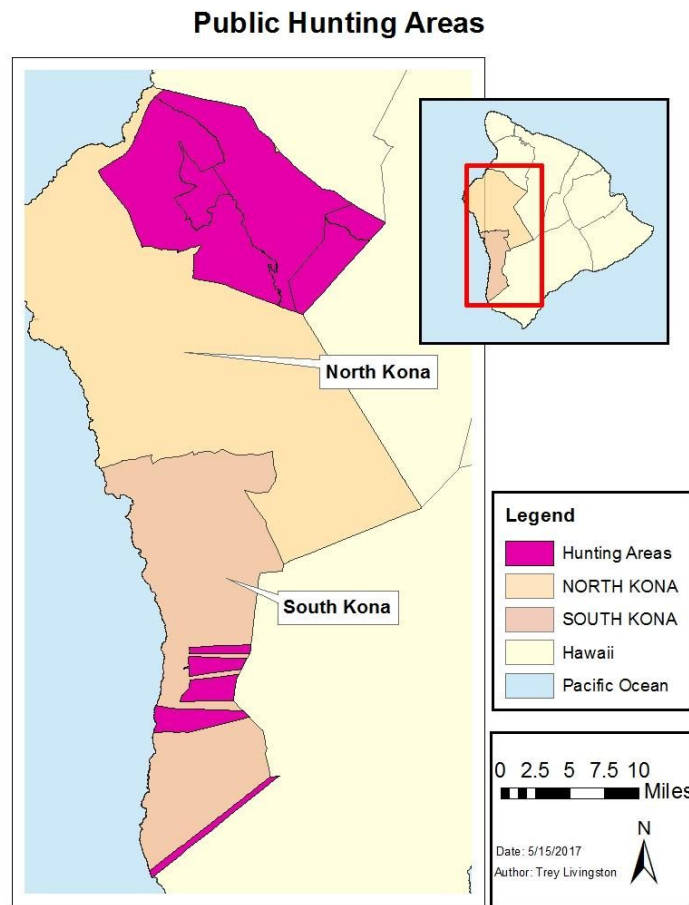 Public Hunting Areas
North Kona
South Kona
Legend
Hunting Areas
NORTH KONA
SOUTH KONA
Hawaii
Pacific Ocean
0 2.5 5 7.5 10
Miles
N
Date: 5/15/2017
Author: Trey Livingston